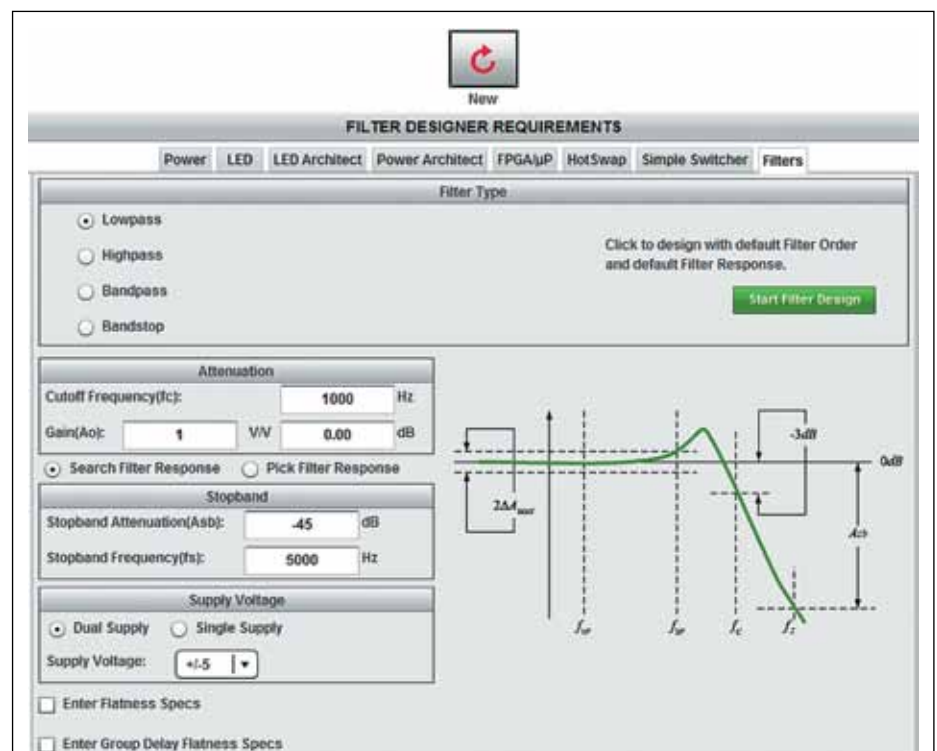 New
FILTER DESIGNER REQUIREMENTS
Power LED LED Architect Power Architect FPGA/µP HotSwap Simple Switcher Filters
Filter Type
Lowpass
Highpass
Bandpass
Bandstop
Click to design with default Filter Order
and default Filter Response.
Start Filter Design
Attenuation
Cutoff Frequency(fc): 1000 Hz
Gain(Ao): 1 V/V 0.00 dB
Search Filter Response Pick Filter Response
Stopband
Stopband Attenuation(Asb): -45 dB
Stopband Frequency(fs): 5000 Hz
Supply Voltage
Dual Supply Single Supply
Supply Voltage: +/-5
Enter Flatness Specs
Enter Group Delay Flatness Specs
-3dB
0dB
Asb
fC